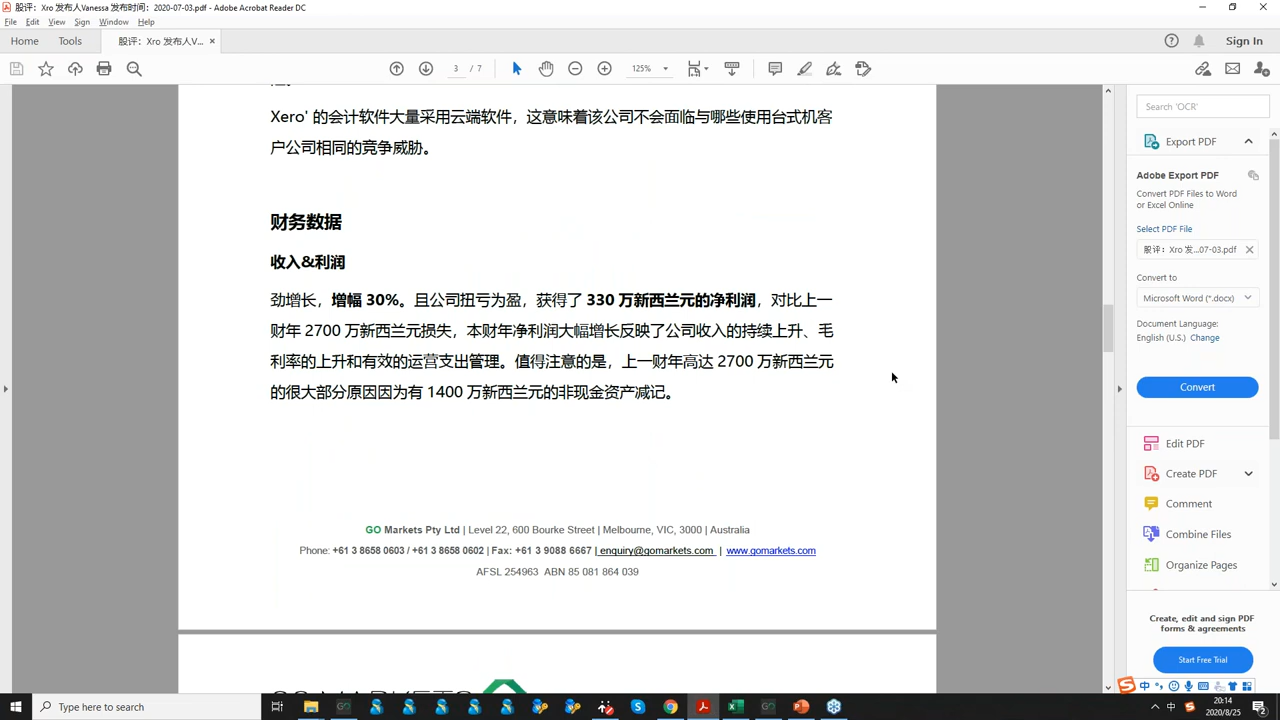 股评：Xro 发布人Vanessa 发布时间：2020-07-03.pdf - Adobe Acrobat Reader DC
File Edit View Sign Window Help
Home Tools 股评：Xro 发布人V... × Sign In
3 / 7 125%
Xero' 的会计软件大量采用云端软件，这意味着该公司不会面临与哪些使用台式机客
户公司相同的竞争威胁。
财务数据
收入&利润
劲增长，增幅 30%。且公司扭亏为盈，获得了 330 万新西兰元的净利润，对比上一
财年 2700 万新西兰元损失，本财年净利润大幅增长反映了公司收入的持续上升、毛
利率的上升和有效的运营支出管理。值得注意的是，上一财年高达 2700 万新西兰元
的很大部分原因因为有 1400 万新西兰元的非现金资产减记。
GO Markets Pty Ltd | Level 22, 600 Bourke Street | Melbourne, VIC, 3000 | Australia
Phone: +61 3 8658 0603 / +61 3 8658 0602 | Fax: +61 3 9088 6667 | enquiry@gomarkets.com | www.gomarkets.com
AFSL 254963 ABN 85 081 864 039
Search 'OCR'
Export PDF
Adobe Export PDF
Convert PDF Files to Word
or Excel Online
Select PDF File
股评：Xro 发...07-03.pdf
Convert to
Microsoft Word (*.docx)
Document Language:
English (U.S.) Change
Convert
Edit PDF
Create PDF
Comment
Combine Files
Organize Pages
Create, edit and sign PDF
forms & agreements
Start Free Trial
中
Type here to search
中
20:14
2020/8/25
2